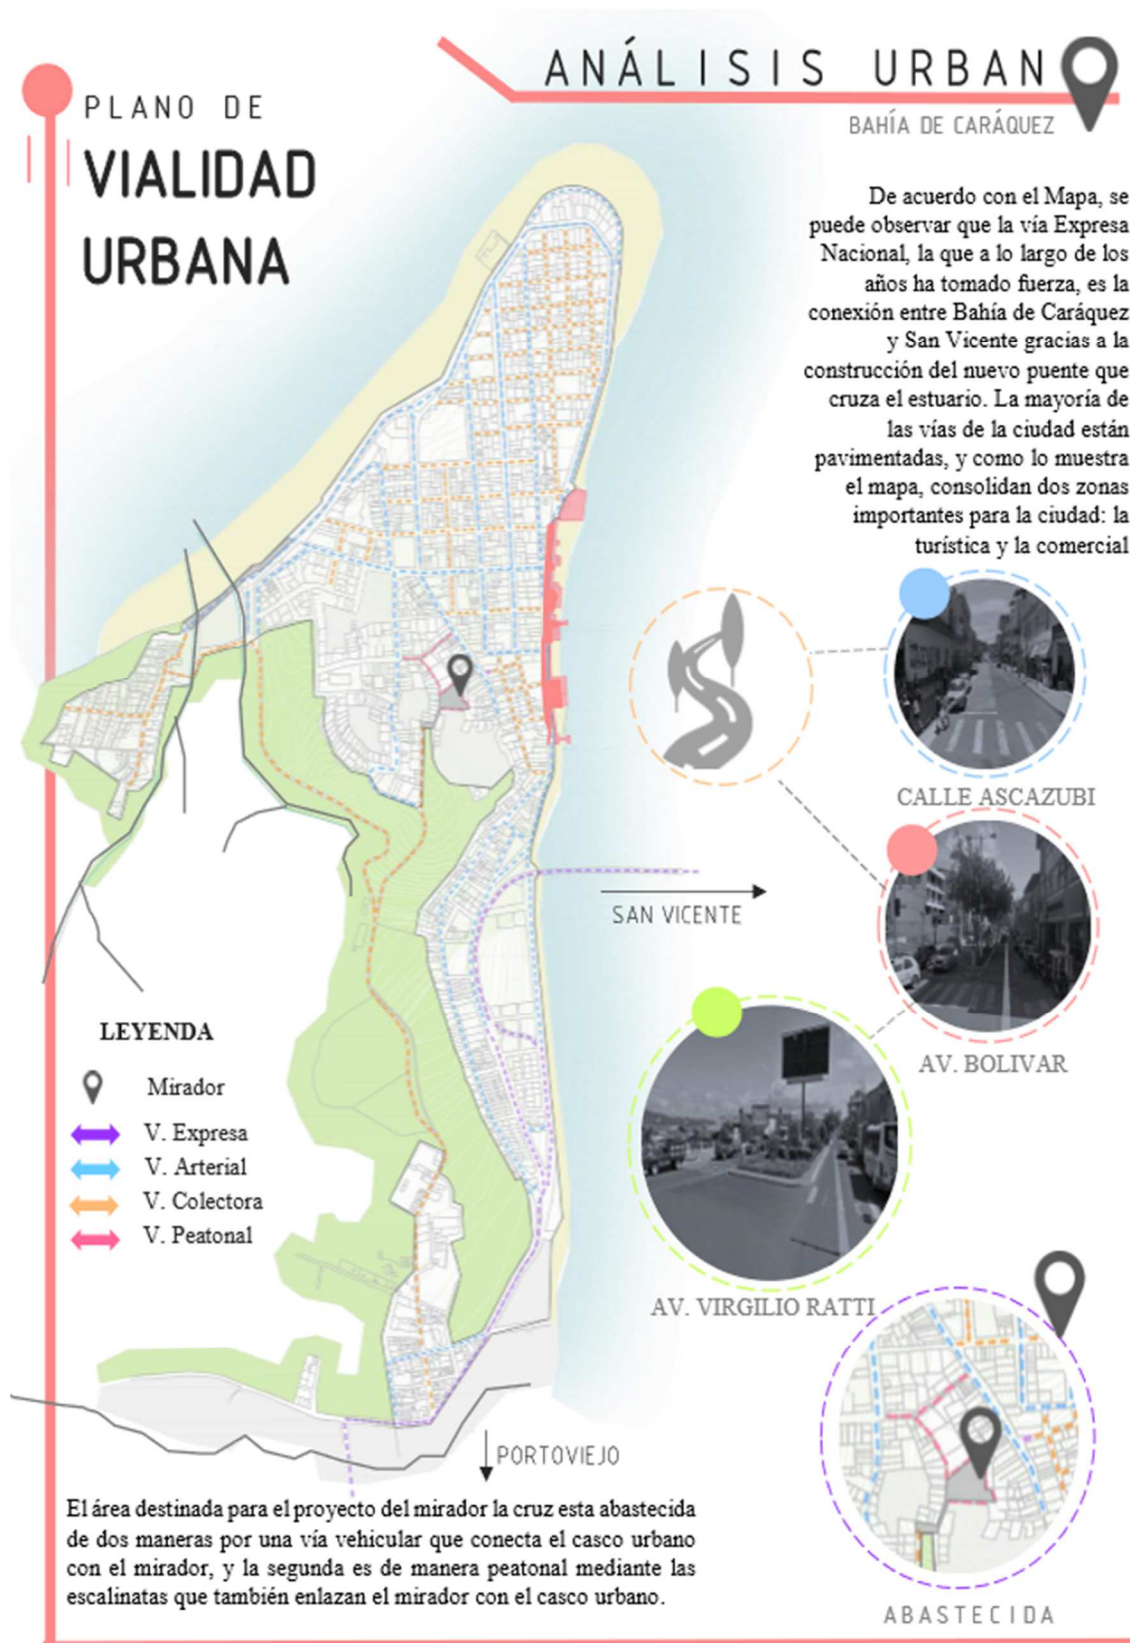 ANÁLISIS URBAN
BAHÍA DE CARÁQUEZ
PLANO DE
VIALIDAD
URBANA
De acuerdo con el Mapa, se
puede observar que la vía Expresa
Nacional, la que a lo largo de los
años ha tomado fuerza, es la
conexión entre Bahía de Caráquez
y San Vicente gracias a la
construcción del nuevo puente que
cruza el estuario. La mayoría de
las vías de la ciudad están
pavimentadas, y como lo muestra
el mapa, consolidan dos zonas
importantes para la ciudad: la
turística y la comercial
CALLE ASCAZUBI
SAN VICENTE
AV. BOLIVAR
LEYENDA
Mirador
V. Expresa
V. Arterial
V. Colectora
V. Peatonal
AV. VIRGILIO RATTI
PORTOVIEJO
El área destinada para el proyecto del mirador la cruz esta abastecida
de dos maneras por una vía vehicular que conecta el casco urbano
con el mirador, y la segunda es de manera peatonal mediante las
escalinatas que también enlazan el mirador con el casco urbano.
ABASTECIDA